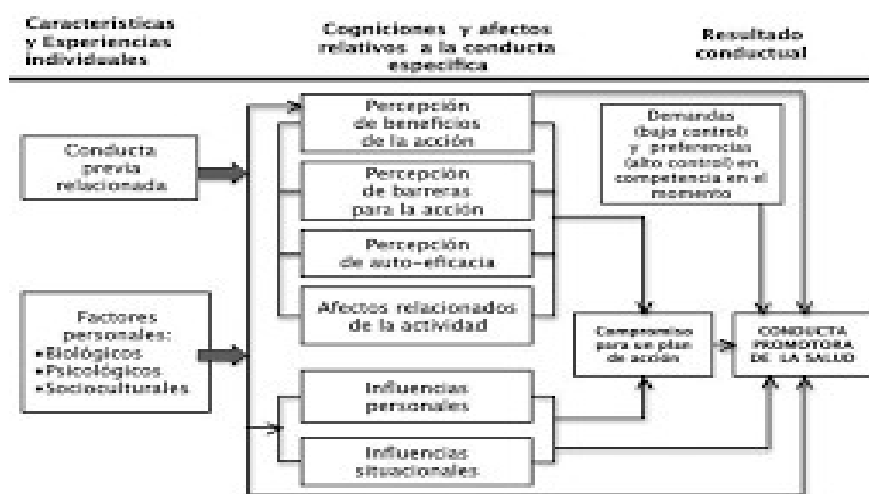 Características
y Experiencias
individuales
Cogniciones y afectos
relativos a la conducta
especifica
Resultado
conductual
Conducta
previa
relacionada
Factores
personales:
•Biológicos
•Psicológicos
•Socioculturales
Percepción
de beneficios
de la acción
Percepción
de barreras
para la acción
Percepción
de auto-eficacia
Afectos relacionados
de la actividad
Influencias
personales
Influencias
situacionales
Demandas
(bajo control)
y preferencias
(alto control) en
competencia en el
momento
Compromiso
para un plan
de acción
CONDUCTA
PROMOTORA
DE LA SALUD